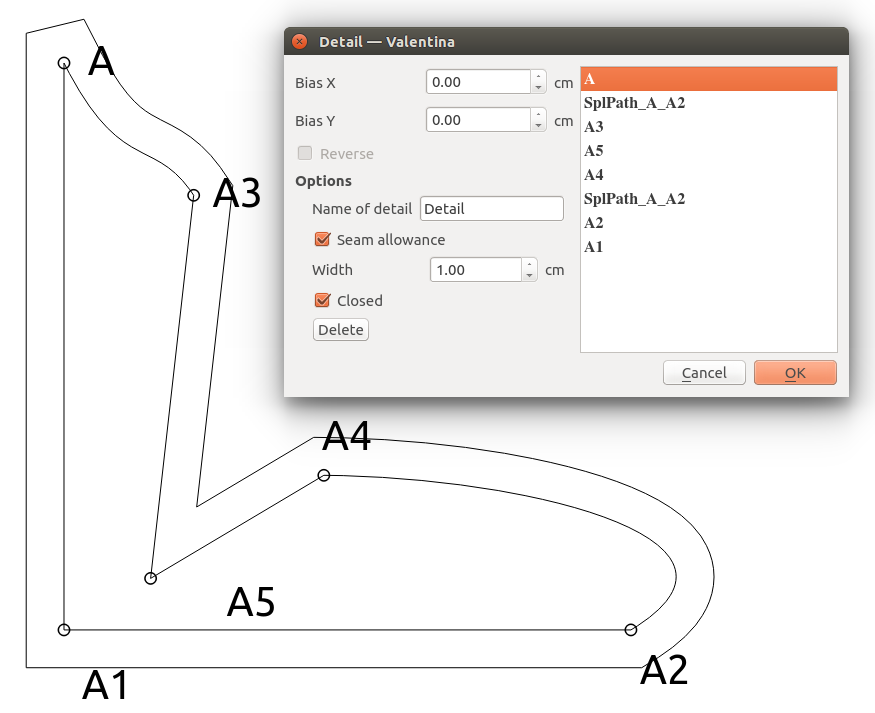 A
A3
A4
A5
A1
A2
Detail — Valentina
Bias X 0.00 cm
Bias Y 0.00 cm
Reverse
Options
Name of detail Detail
Seam allowance
Width 1.00 cm
Closed
Delete
A
SplPath_A_A2
A3
A5
A4
SplPath_A_A2
A2
A1
Cancel OK